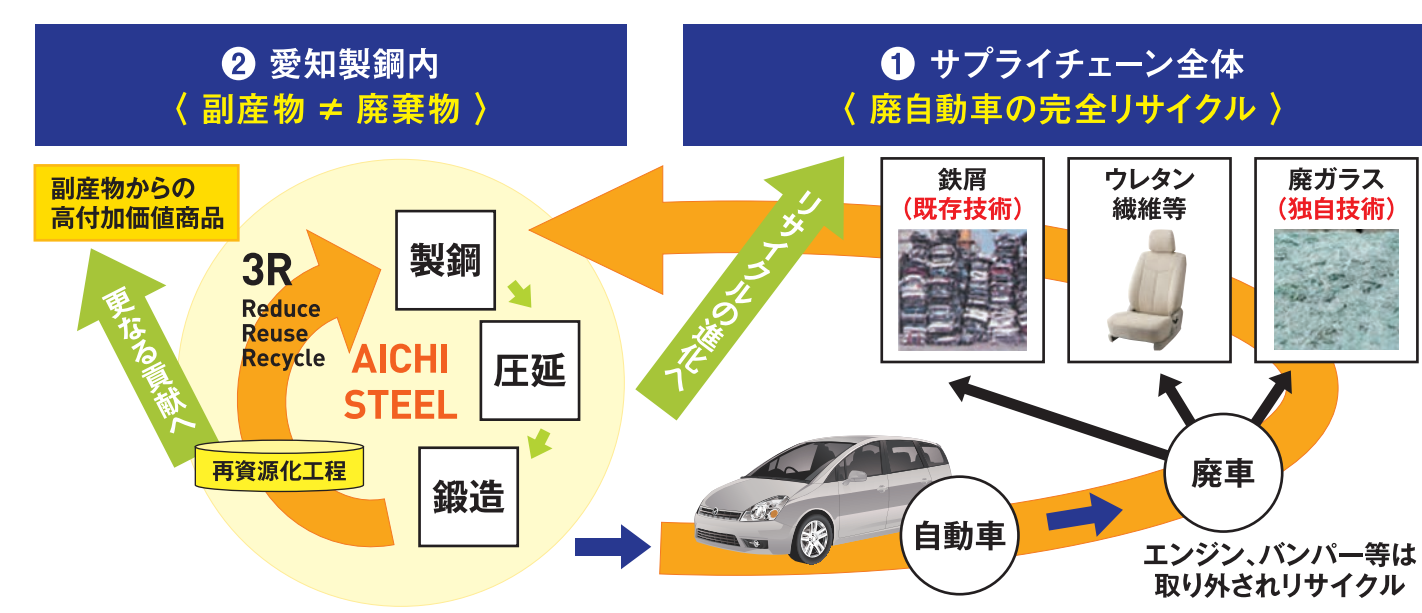 ❷ 愛知製鋼内
〈 副産物 ≠ 廃棄物 〉
❶ サプライチェーン全体
〈 廃自動車の完全リサイクル 〉
副産物からの
高付加価値商品
更なる貢献へ
3R
Reduce
Reuse
Recycle
AICHI
STEEL
製鋼
圧延
鍛造
再資源化工程
リサイクルの進化へ
鉄屑
（既存技術）
ウレタン
繊維等
廃ガラス
（独自技術）
自動車
廃車
エンジン、バンパー等は
取り外されリサイクル